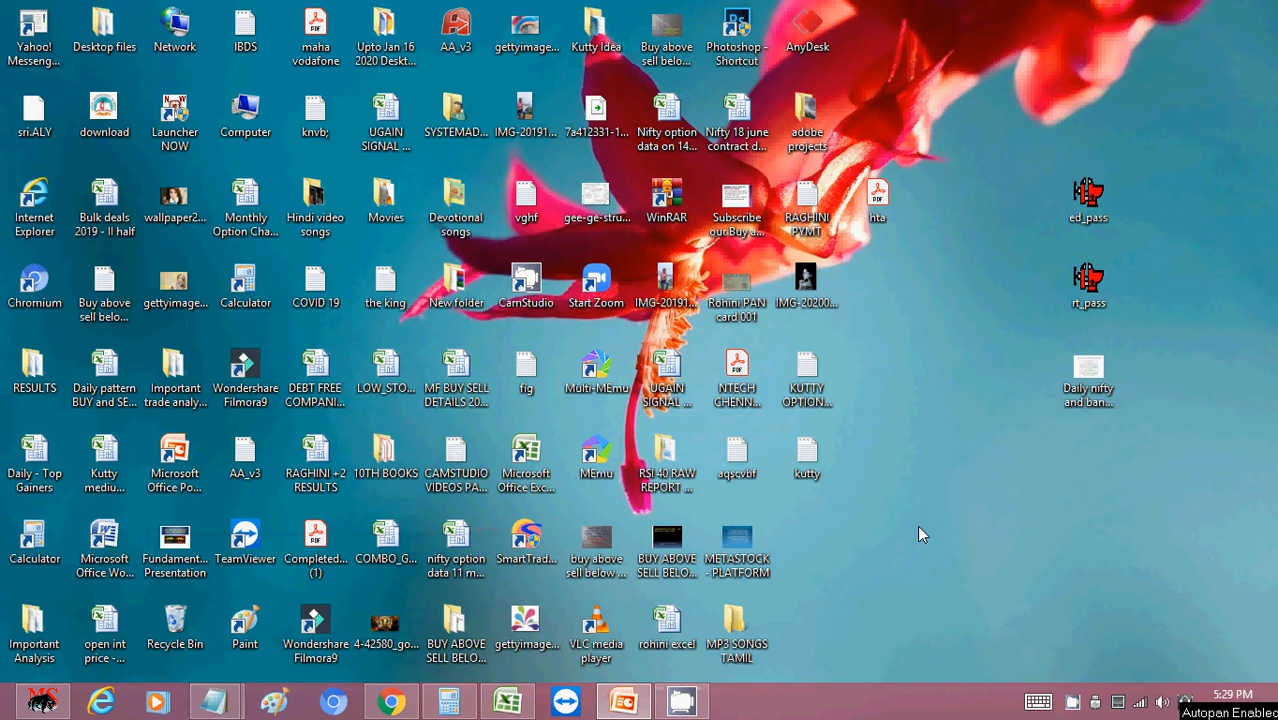 Yahoo!
Messeng...
Desktop files
Network
IBDS
maha
vodafone
Upto Jan 16
2020 Deskt...
AA_v3
gettyimage...
Kutty Idea
Buy above
sell belo...
Photoshop -
Shortcut
AnyDesk
sri.ALY
download
Launcher
NOW
Computer
knvb;
UGAIN
SIGNAL ...
SYSTEMAD...
IMG-20191...
7a412331-1...
Nifty option
data on 14...
Nifty 18 june
contract d...
adobe
projects
Internet
Explorer
Bulk deals
2019 - II half
wallpaper2...
Monthly
Option Cha...
Hindi video
songs
Movies
Devotional
songs
vghf
gee-ge-stru...
WinRAR
Subscribe
our Buy a...
RAGHINI
PYMT
hta
ed_pass
Chromium
Buy above
sell belo...
gettyimage...
Calculator
COVID 19
the king
New folder
CamStudio
Start Zoom
IMG-20191...
Rohini PAN
card 001
IMG-20200...
rt_pass
RESULTS
Daily pattern
BUY and SE...
Important
trade analy...
Wondershare
Filmora9
DEBT FREE
COMPANI...
LOW_STO...
MF BUY SELL
DETAILS 20...
fig
Multi-MEmu
UGAIN
SIGNAL ...
NTECH
CHENN...
KUTTY
OPTION...
Daily nifty
and ban...
Daily - Top
Gainers
Kutty
mediu...
Microsoft
Office Po...
AA_v3
RAGHINI +2
RESULTS
10TH BOOKS
CAMSTUDIO
VIDEOS PA...
Microsoft
Office Exc...
MEmu
RSI 40 RAW
REPORT ...
aqscvbf
kutty
Calculator
Microsoft
Office Wo...
Fundament...
Presentation
TeamViewer
Completed...
(1)
COMBO_G...
nifty option
data 11 m...
SmartTrad...
buy above
sell below ...
BUY ABOVE
SELL BELO...
METASTOCK
- PLATFORM
Important
Analysis
open int
price -...
Recycle Bin
Paint
Wondershare
Filmora9
4-42580_go...
BUY ABOVE
SELL BELO...
gettyimage...
VLC media
player
rohini excel
MP3 SONGS
TAMIL
5:29 PM
Autopan Enabled